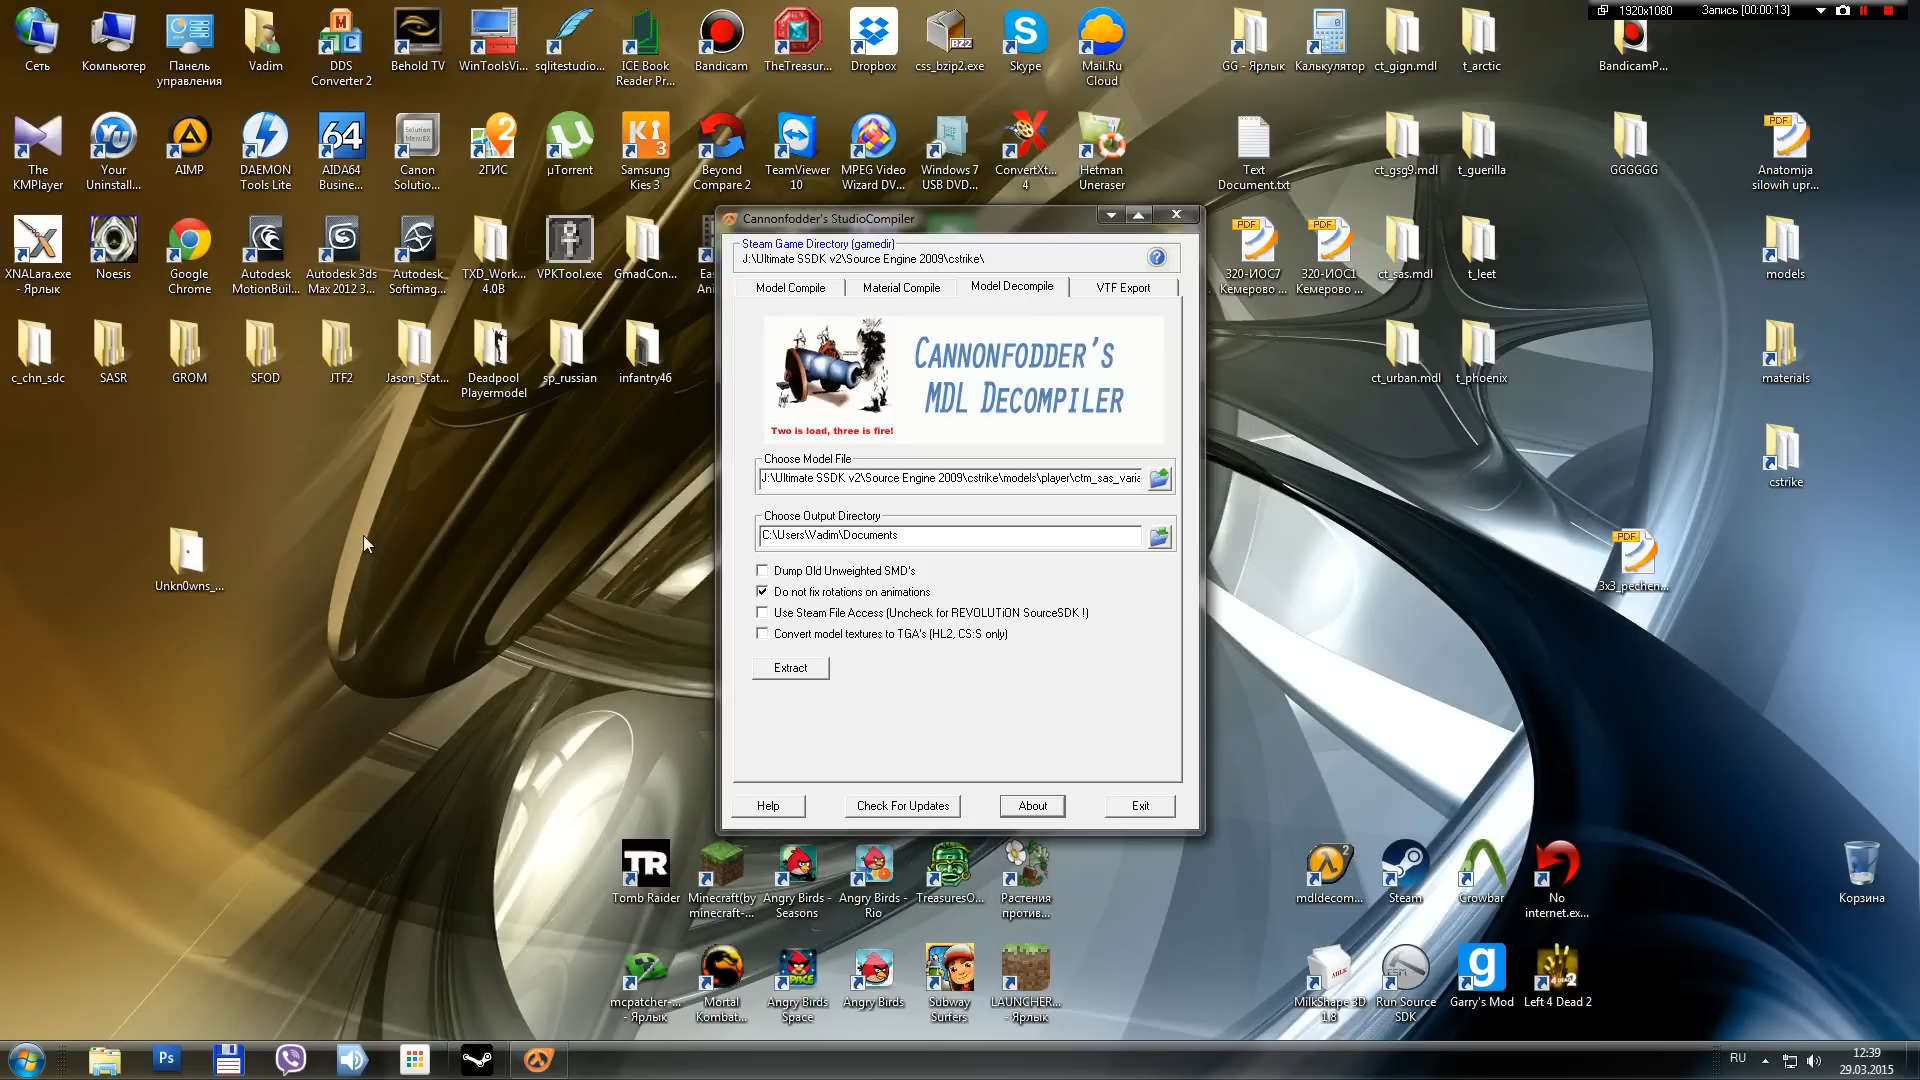 1920x1080
Запись [00:00:13]
Сеть
Компьютер
Панель
управления
Vadim
DDS
Converter 2
Behold TV
WinToolsVi...
sqlitestudio...
ICE Book
Reader Pr...
Bandicam
TheTreasur...
Dropbox
css_bzip2.exe
Skype
Mail.Ru
Cloud
GG - Ярлык
Калькулятор
ct_gign.mdl
t_arctic
BandicamP...
The
KMPlayer
Your
Uninstall...
AIMP
DAEMON
Tools Lite
AIDA64
Busine...
Canon
Solutio...
2ГИС
µTorrent
Samsung
Kies 3
Beyond
Compare 2
TeamViewer
10
MPEG Video
Wizard DV...
Windows 7
USB DVD...
ConvertXt...
4
Hetman
Uneraser
Text
Document.txt
ct_gsg9.mdl
t_guerilla
GGGGGG
Anatomija
silowih upr...
XNALara.exe
- Ярлык
Noesis
Google
Chrome
Autodesk
MotionBuil...
Autodesk 3ds
Max 2012 3...
Autodesk
Softimag...
TXD_Work...
4.0B
VPKTool.exe
GmadCon...
320-ИОС7
Кемерово ...
320-ИОС1
Кемерово ...
ct_sas.mdl
t_leet
models
c_chn_sdc
SASR
GROM
SFOD
JTF2
Jason_Stat...
Deadpool
Playermodel
sp_russian
infantry46
ct_urban.mdl
t_phoenix
materials
cstrike
Unkn0wns_...
3x3_pechen...
Cannonfodder's StudioCompiler
Steam Game Directory (gamedir)
J:\Ultimate SSDK v2\Source Engine 2009\cstrike\
Model Compile
Material Compile
Model Decompile
VTF Export
CANNONFODDER'S
MDL DECOMPILER
Two is load, three is fire!
Choose Model File
J:\Ultimate SSDK v2\Source Engine 2009\cstrike\models\player\ctm_sas_varia
Choose Output Directory
C:\Users\Vadim\Documents
Dump Old Unweighted SMD's
Do not fix rotations on animations
Use Steam File Access (Uncheck for REVOLUTiON SourceSDK !)
Convert model textures to TGA's (HL2, CS:S only)
Extract
Help
Check For Updates
About
Exit
Tomb Raider
Minecraft(by
minecraft-...
Angry Birds -
Seasons
Angry Birds -
Rio
TreasuresO...
Растения
против...
mdldecom...
Steam
Crowbar
No
internet.ex...
Корзина
mcpatcher-...
- Ярлык
Mortal
Kombat...
Angry Birds
Space
Angry Birds
Subway
Surfers
LAUNCHER...
- Ярлык
MilkShape 3D
1.8
Run Source
SDK
Garry's Mod
Left 4 Dead 2
RU
12:39
29.03.2015